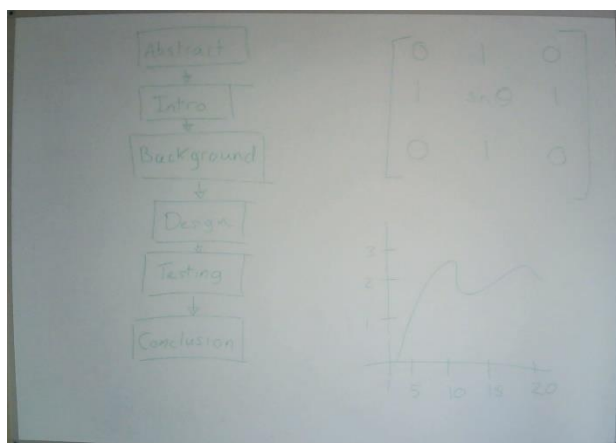 Abstract
Intro
Background
Design
Testing
Conclusion
0 1 0
1 sin θ 1
0 1 0
3
2
1
5 10 15 20